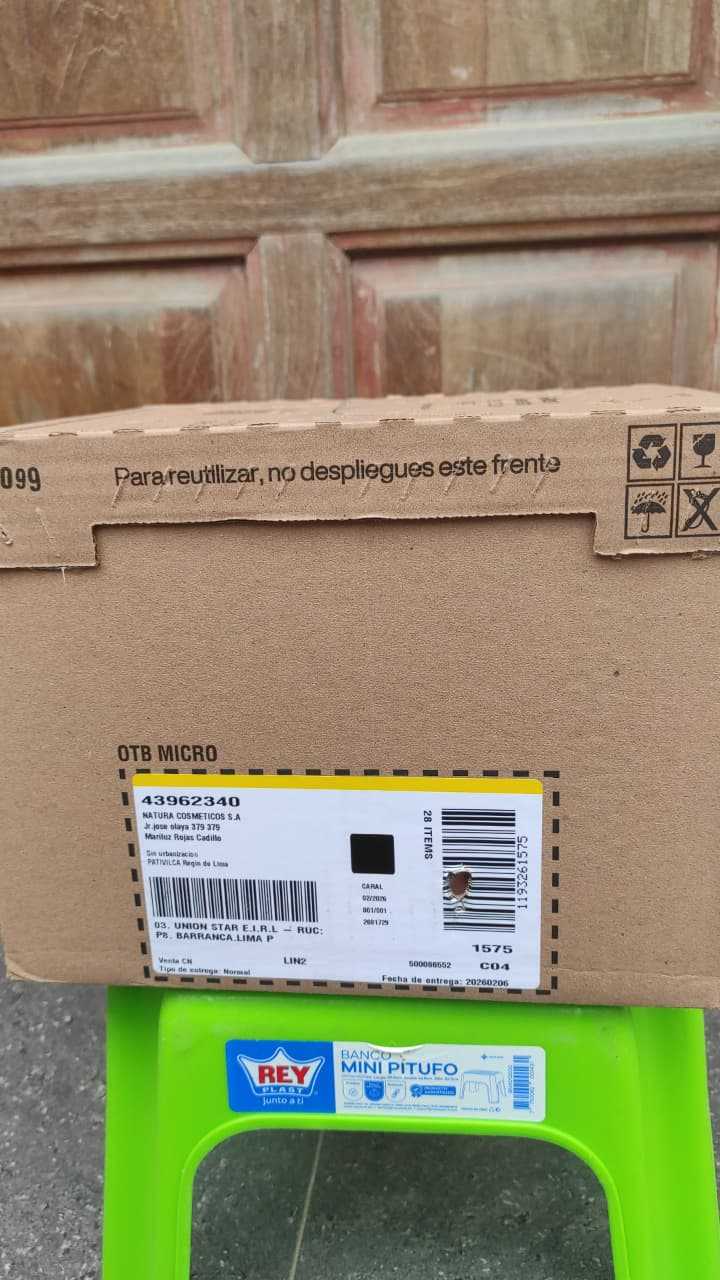 099
Para reutilizar, no despliegues este frente
OTB MICRO
43962340
NATURA COSMETICOS S.A
Jr.jose olaya 379 379
Mariluz Rojas Cadillo
Sin urbanizacion
PATIVILCA Regio de Lima
28 ITEMS
1193261575
CARAL
02/2026
001/001
2601729
03. UNION STAR E.I.R.L – RUC:
P8. BARRANCA.LIMA P
1575
Venta CN
LIN2
500086552
C04
Tipo de entrega: Normal
Fecha de entrega: 20260206
REY
PLAST
junto a ti
BANCO
MINI PITUFO